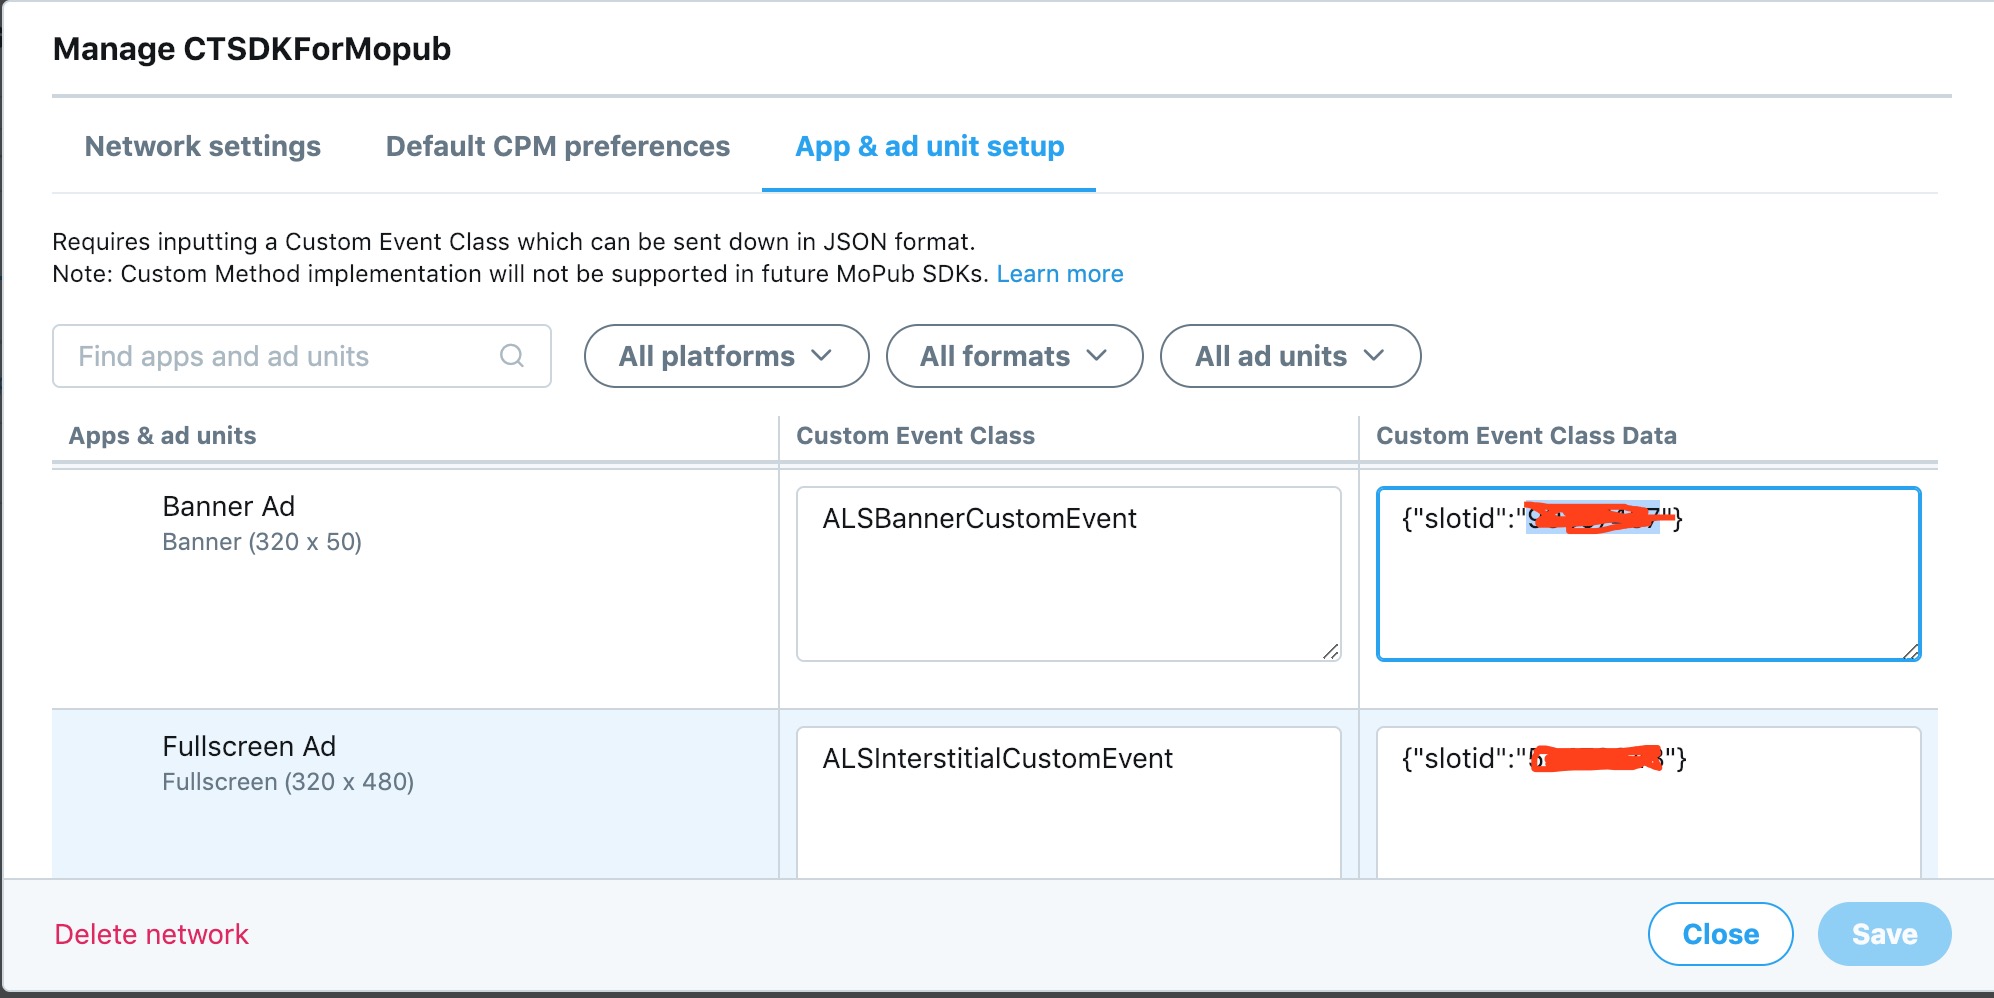 Manage CTSDKForMopub
Network settings Default CPM preferences App & ad unit setup
Requires inputting a Custom Event Class which can be sent down in JSON format.
Note: Custom Method implementation will not be supported in future MoPub SDKs. Learn more
Find apps and ad units All platforms All formats All ad units
Apps & ad units Custom Event Class Custom Event Class Data
Banner Ad ALSBannerCustomEvent {"slotid":" "}
Banner (320 x 50)
Fullscreen Ad ALSInterstitialCustomEvent {"slotid":" "}
Fullscreen (320 x 480)
Delete network Close Save